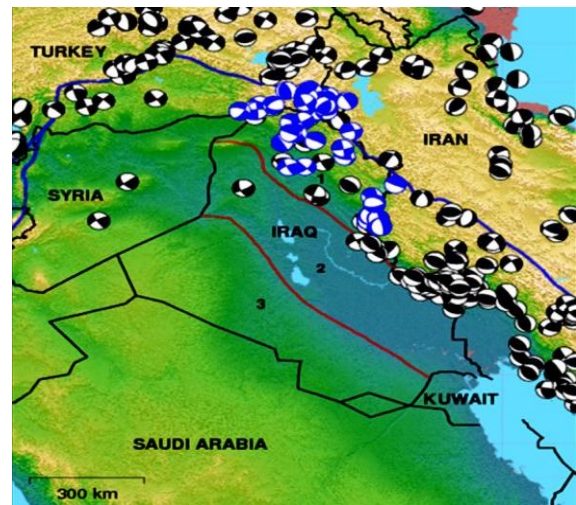 TURKEY
IRAN
SYRIA
1
IRAQ
2
3
KUWAIT
SAUDI ARABIA
300 km